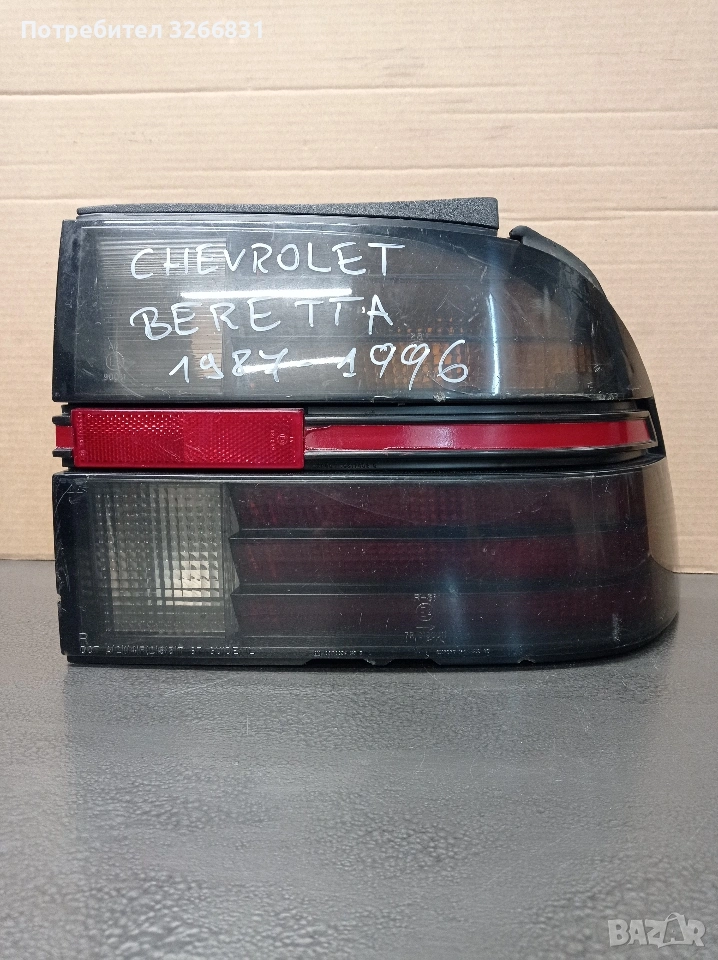 Потребител 3266831
CHEVROLET
BERETTA
1987-1996
R
BAZAR